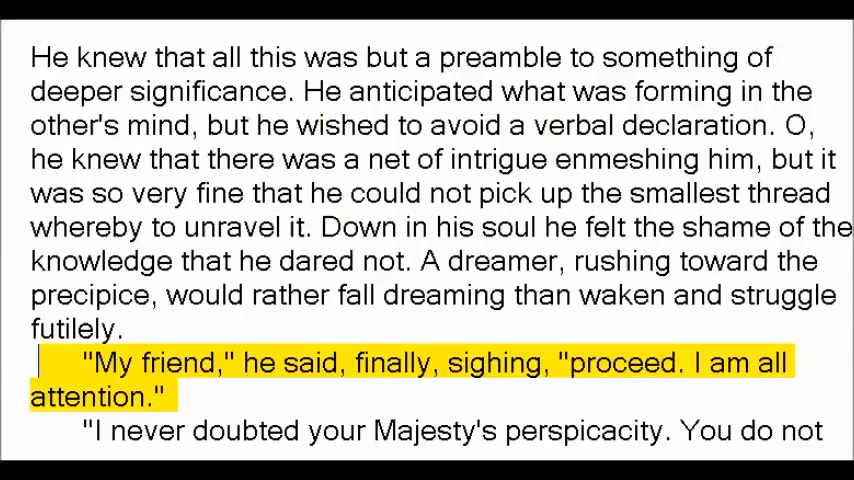 He knew that all this was but a preamble to something of
deeper significance. He anticipated what was forming in the
other's mind, but he wished to avoid a verbal declaration. O,
he knew that there was a net of intrigue enmeshing him, but it
was so very fine that he could not pick up the smallest thread
whereby to unravel it. Down in his soul he felt the shame of the
knowledge that he dared not. A dreamer, rushing toward the
precipice, would rather fall dreaming than waken and struggle
futilely.
"My friend," he said, finally, sighing, "proceed. I am all
attention."
"I never doubted your Majesty's perspicacity. You do not